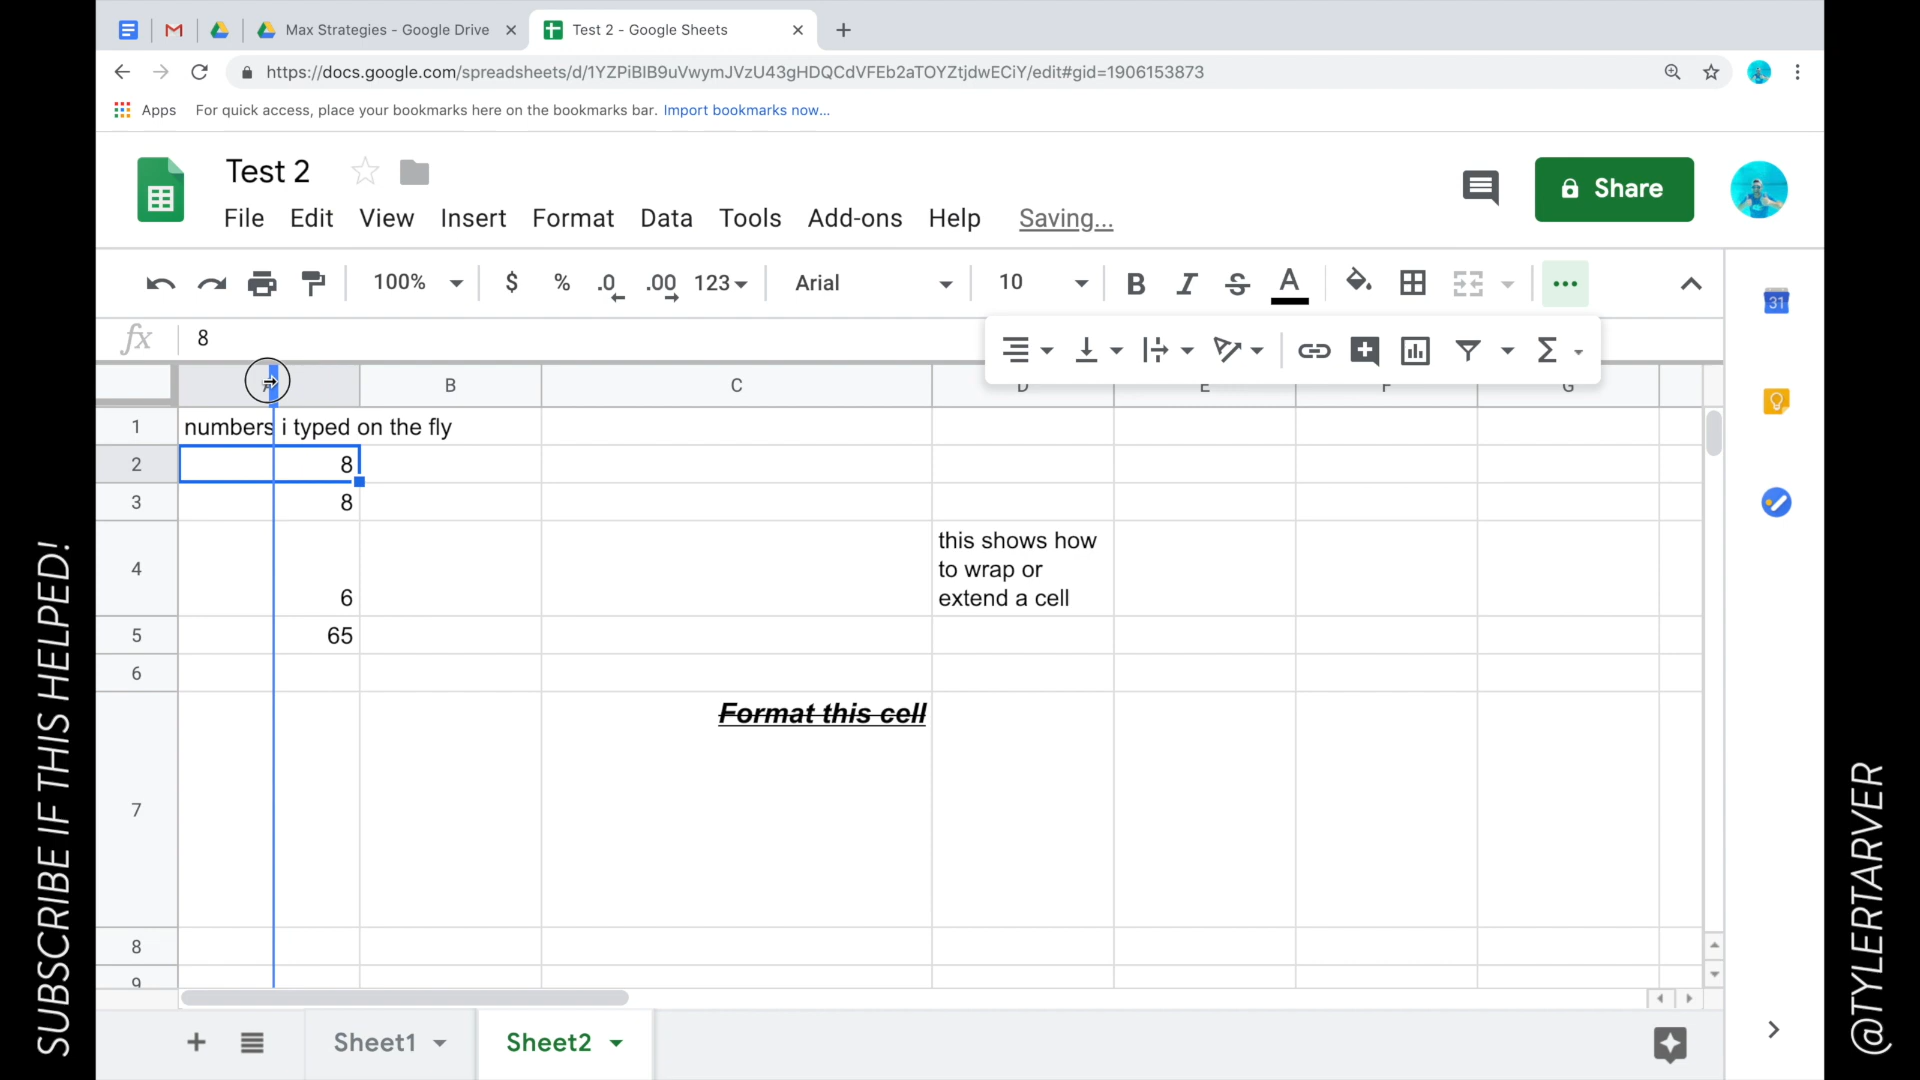 Max Strategies - Google Drive
Test 2 - Google Sheets
https://docs.google.com/spreadsheets/d/1YZPiBIB9uVwymJVzU43gHDQCdVFEb2aTOYZtjdwECiY/edit#gid=1906153873
Apps For quick access, place your bookmarks here on the bookmarks bar. Import bookmarks now...
Test 2
Share
File Edit View Insert Format Data Tools Add-ons Help Saving...
100% $ % .0 .00 123 Arial 10 B I S A
31
fx 8
A B C D E F G
1 numbers i typed on the fly
2 8
3 8
4 6
this shows how
to wrap or
extend a cell
5 65
6
7 Format this cell
8
9
Sheet1 Sheet2
SUBSCRIBE IF THIS HELPED!
@TYLERTARVER